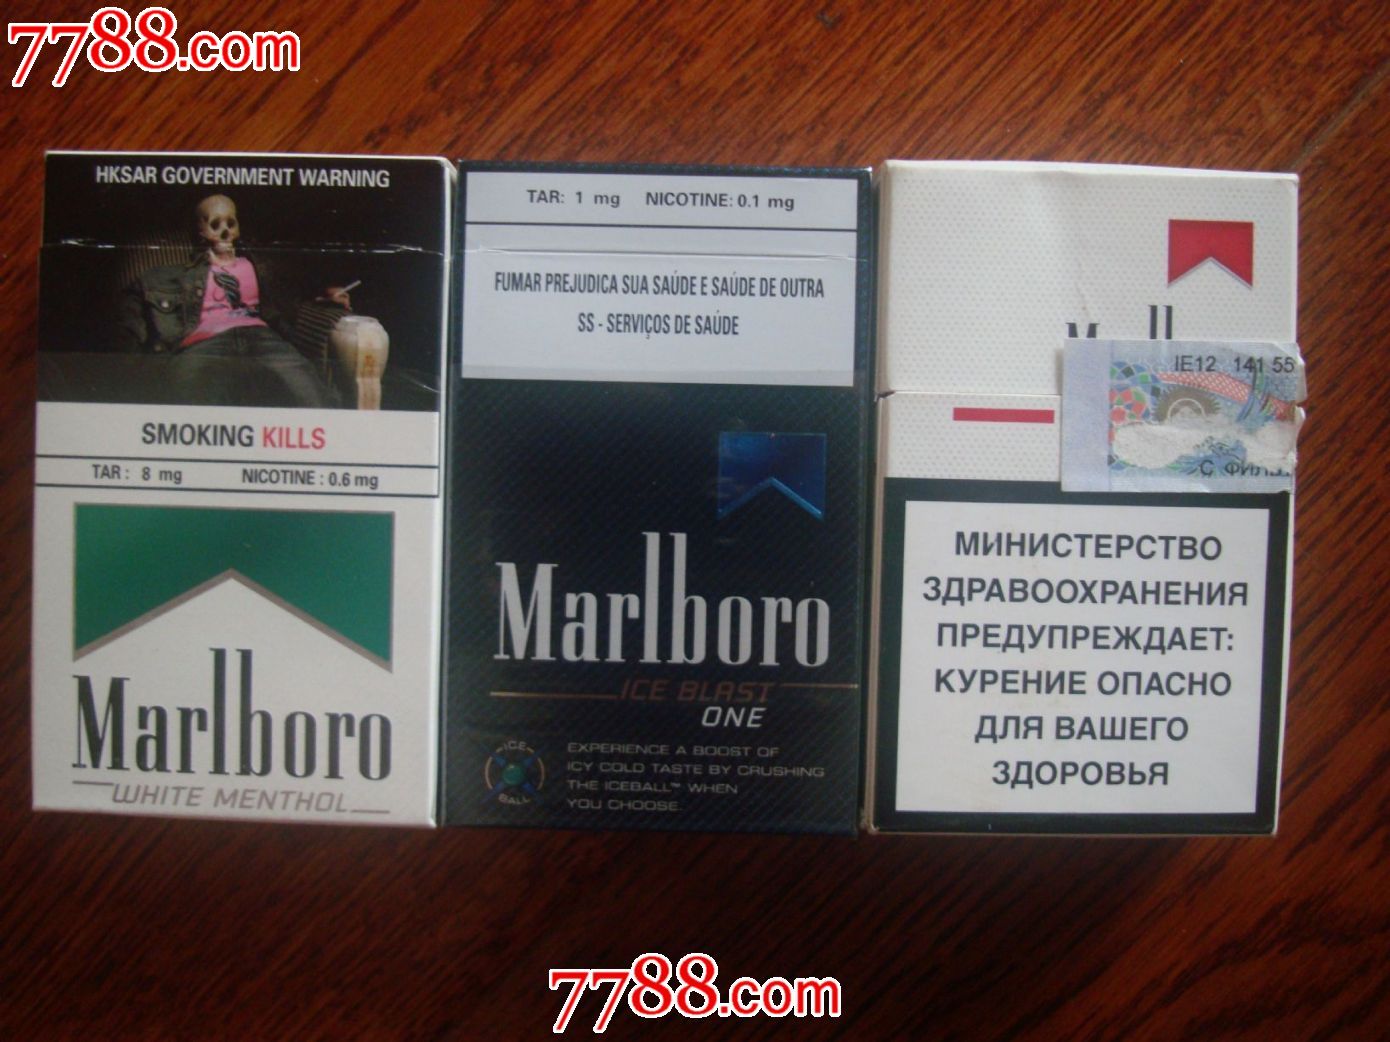 7788.com
HKSAR GOVERNMENT WARNING
SMOKING KILLS
TAR : 8 mg NICOTINE : 0.6 mg
Marlboro
WHITE MENTHOL
TAR: 1 mg NICOTINE: 0.1 mg
FUMAR PREJUDICA SUA SAÚDE E SAÚDE DE OUTRA
SS - SERVIÇOS DE SAÚDE
Marlboro
ICE BLAST
ONE
ICE
BALL
EXPERIENCE A BOOST OF
ICY COLD TASTE BY CRUSHING
THE ICEBALL™ WHEN
YOU CHOOSE.
IE12 141 55
С
МИНИСТЕРСТВО
ЗДРАВООХРАНЕНИЯ
ПРЕДУПРЕЖДАЕТ:
КУРЕНИЕ ОПАСНО
ДЛЯ ВАШЕГО
ЗДОРОВЬЯ
7788.com